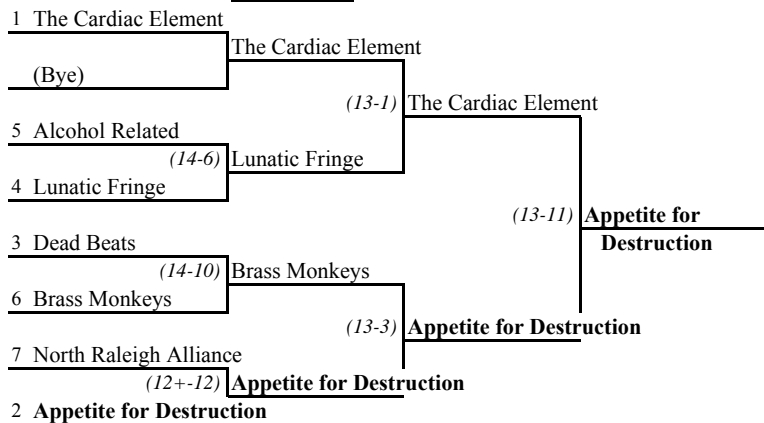 1 The Cardiac Element
The Cardiac Element
(Bye)
(13-1) The Cardiac Element
5 Alcohol Related
(14-6) Lunatic Fringe
4 Lunatic Fringe
(13-11) Appetite for
Destruction
3 Dead Beats
(14-10) Brass Monkeys
6 Brass Monkeys
(13-3) Appetite for Destruction
7 North Raleigh Alliance
(12+-12) Appetite for Destruction
2 Appetite for Destruction